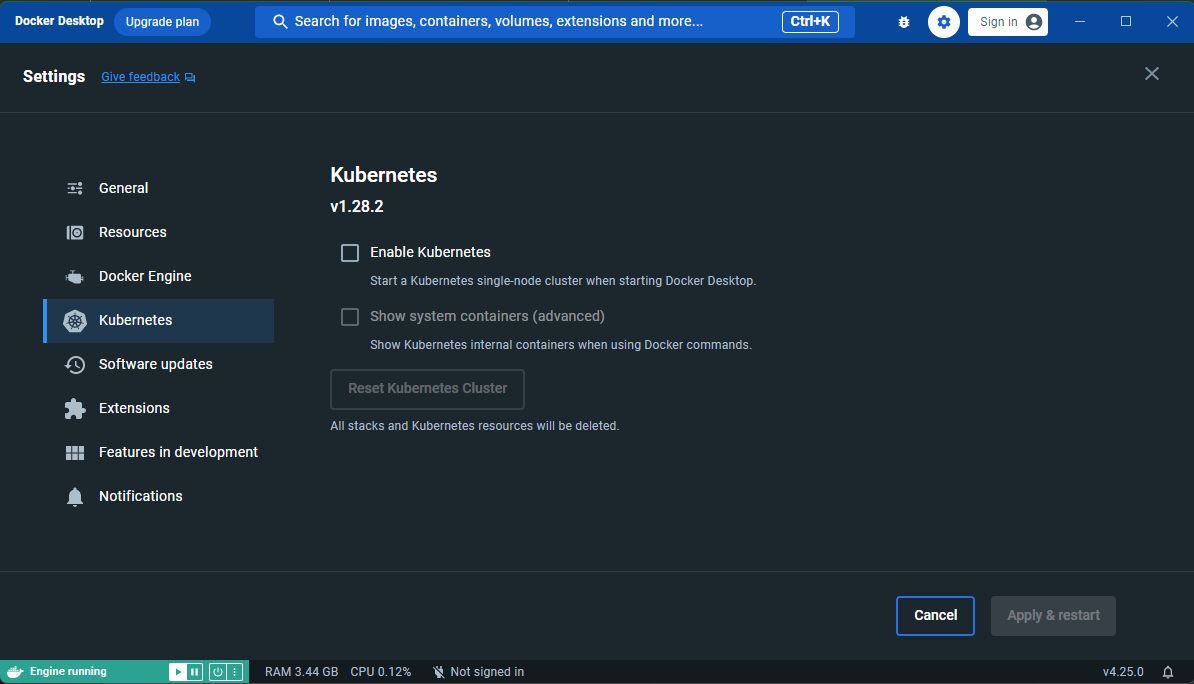 Docker Desktop Upgrade plan Search for images, containers, volumes, extensions and more... Ctrl+K Sign in
Settings Give feedback
General
Resources
Docker Engine
Kubernetes
Software updates
Extensions
Features in development
Notifications
Kubernetes
v1.28.2
Enable Kubernetes
Start a Kubernetes single-node cluster when starting Docker Desktop.
Show system containers (advanced)
Show Kubernetes internal containers when using Docker commands.
Reset Kubernetes Cluster
All stacks and Kubernetes resources will be deleted.
Cancel Apply & restart
Engine running RAM 3.44 GB CPU 0.12% Not signed in v4.25.0